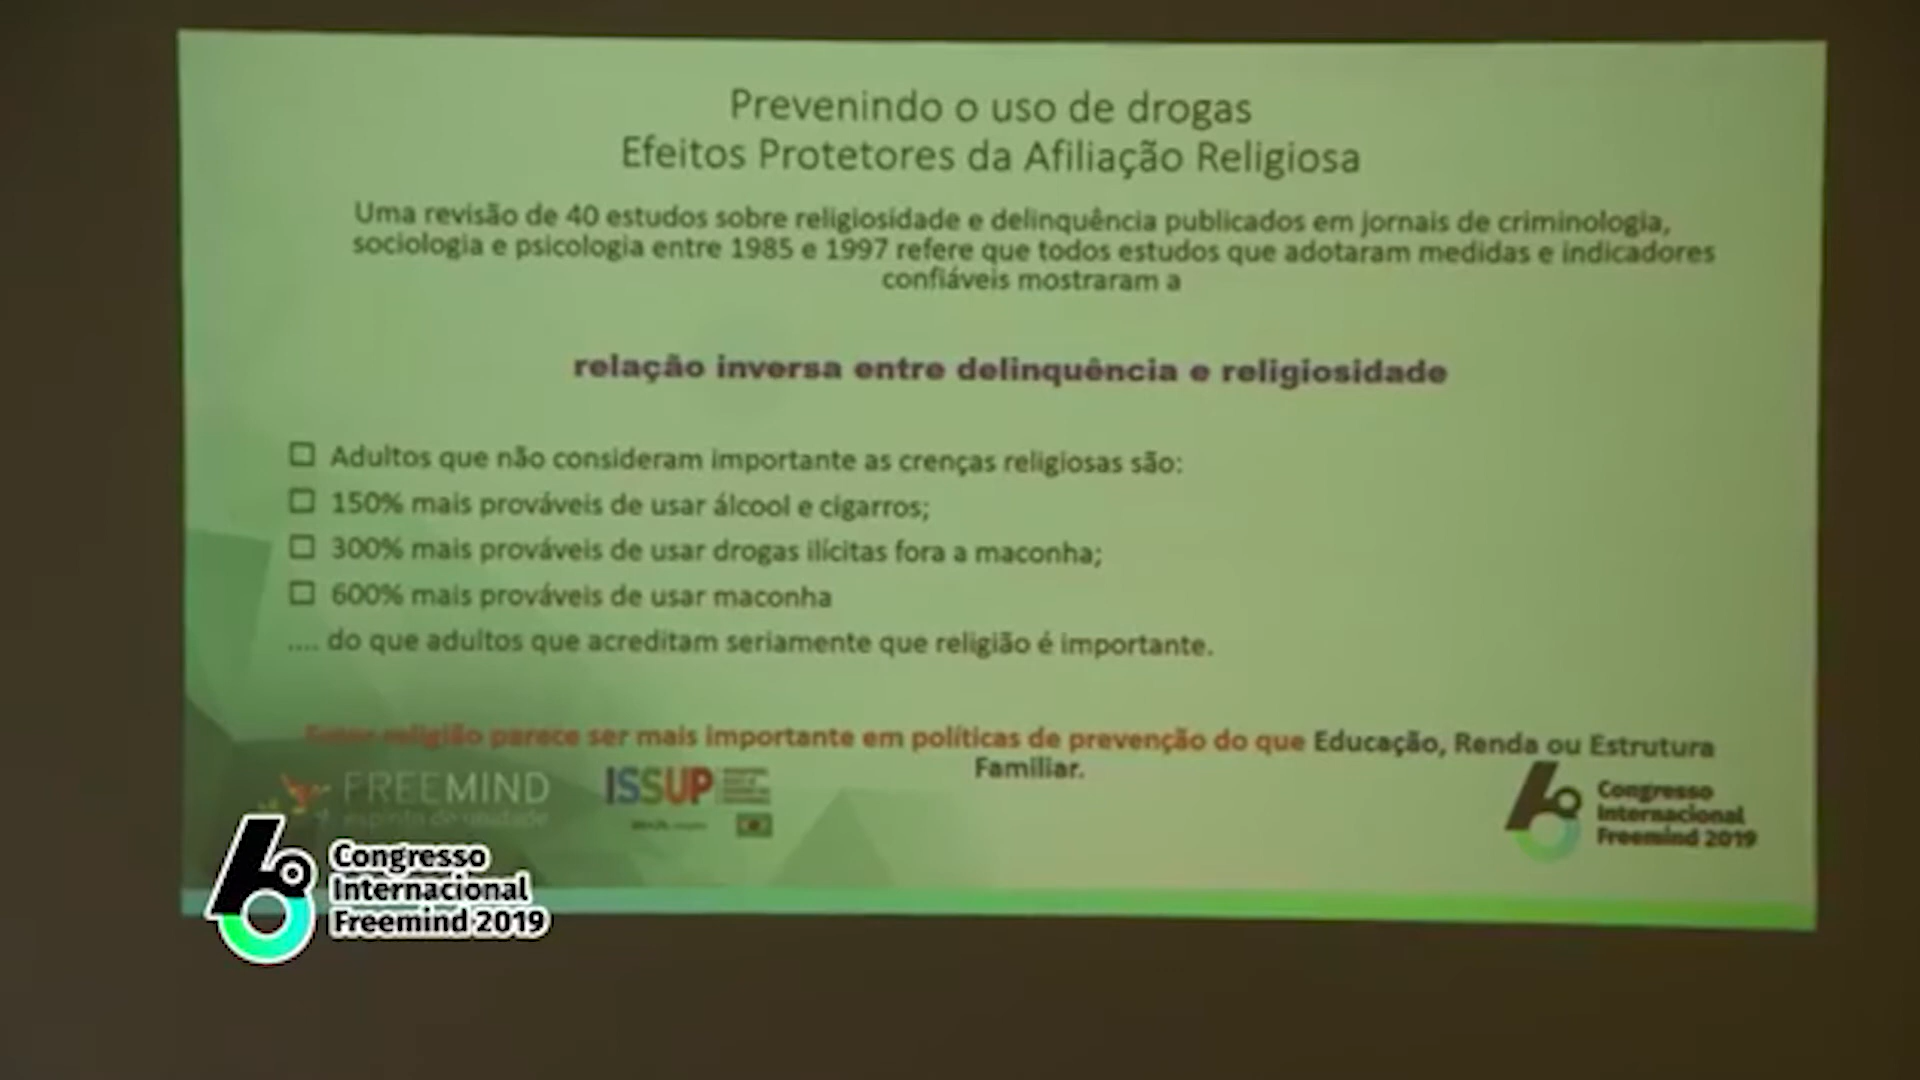 Prevenindo o uso de drogas
Efeitos Protetores da Afiliação Religiosa
Uma revisão de 40 estudos sobre religiosidade e delinquência publicados em jornais de criminologia,
sociologia e psicologia entre 1985 e 1997 refere que todos estudos que adotaram medidas e indicadores
confiáveis mostraram a
relação inversa entre delinquência e religiosidade
Adultos que não consideram importante as crenças religiosas são:
150% mais prováveis de usar álcool e cigarros;
300% mais prováveis de usar drogas ilícitas fora a maconha;
600% mais prováveis de usar maconha
.... do que adultos que acreditam seriamente que religião é importante.
religião parece ser mais importante em políticas de prevenção do que Educação, Renda ou Estrutura
Familiar.
FREEMIND
espírito de unidade
ISSUP
Congresso
Internacional
Freemind 2019
Congresso
Internacional
Freemind 2019